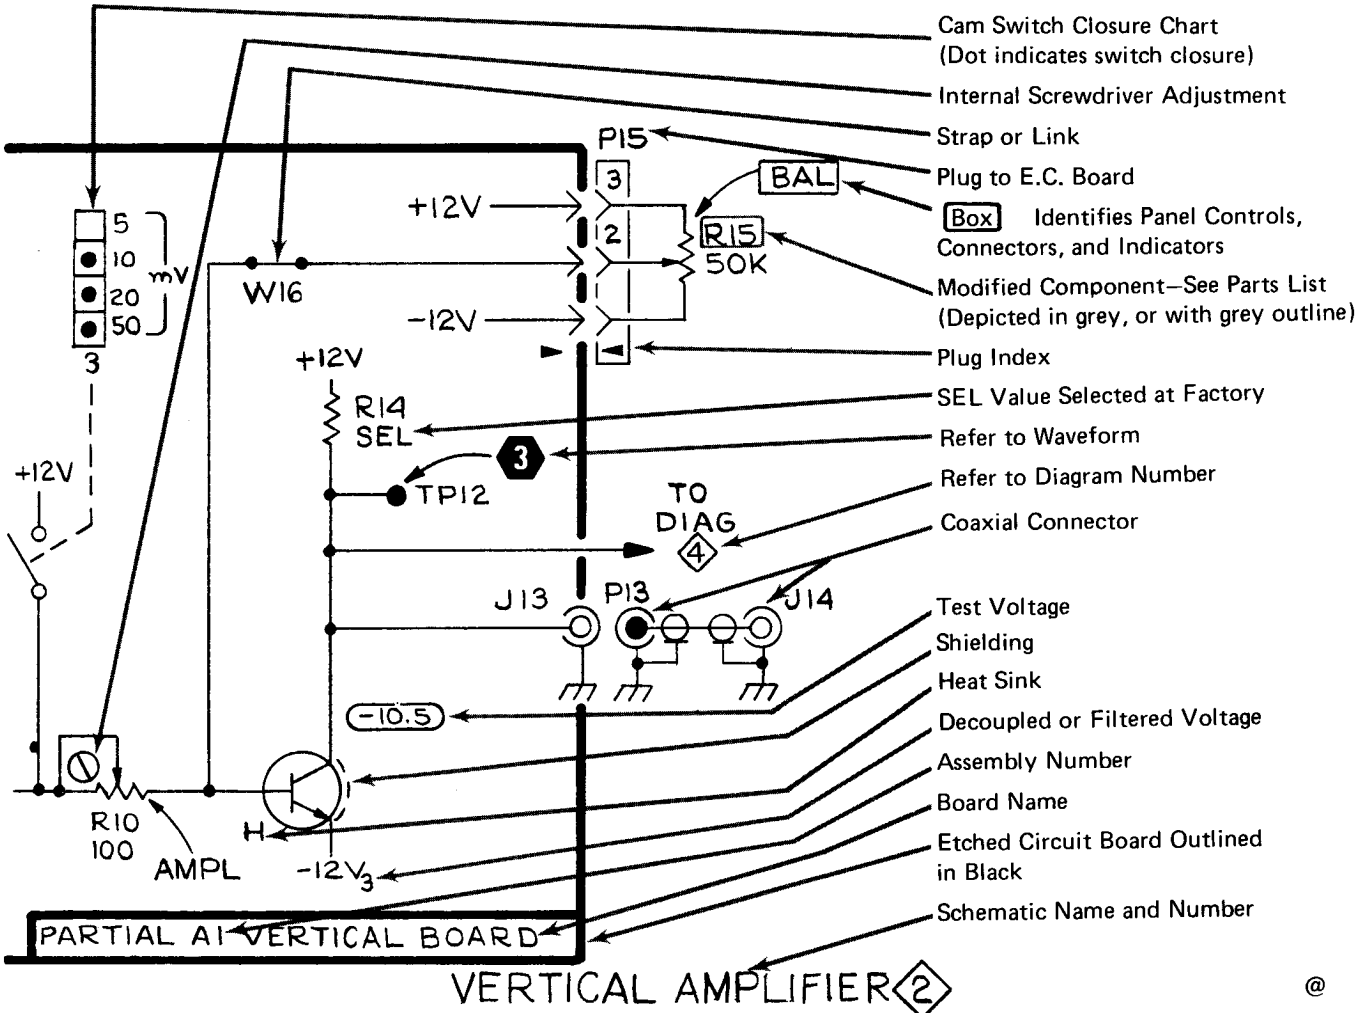 Cam Switch Closure Chart
(Dot indicates switch closure)
Internal Screwdriver Adjustment
Strap or Link
Plug to E.C. Board
Box Identifies Panel Controls,
Connectors, and Indicators
Modified Component—See Parts List
(Depicted in grey, or with grey outline)
Plug Index
SEL Value Selected at Factory
Refer to Waveform
Refer to Diagram Number
Coaxial Connector
Test Voltage
Shielding
Heat Sink
Decoupled or Filtered Voltage
Assembly Number
Board Name
Etched Circuit Board Outlined
in Black
Schematic Name and Number
P15
3
BAL
+12V
2
R15
50K
-12V
5
10
20
50
mV
3
W16
+12V
R14
SEL
3
TP12
+12V
TO
DIAG
4
J13
P13
J14
-10.5
R10
100
AMPL
H
-12V3
PARTIAL A1 VERTICAL BOARD
VERTICAL AMPLIFIER 2
@